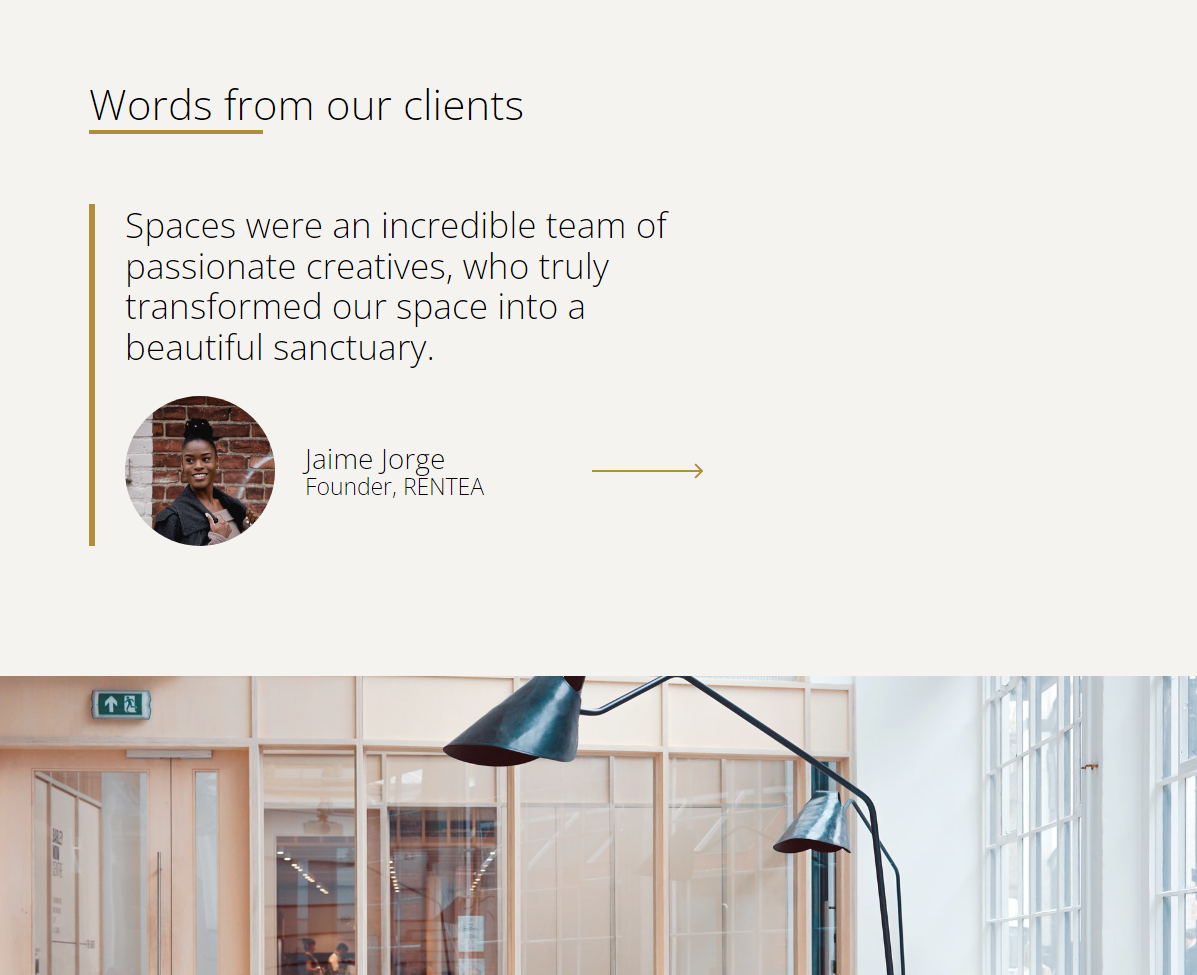 Words from our clients
Spaces were an incredible team of
passionate creatives, who truly
transformed our space into a
beautiful sanctuary.
Jaime Jorge
Founder, RENTEA